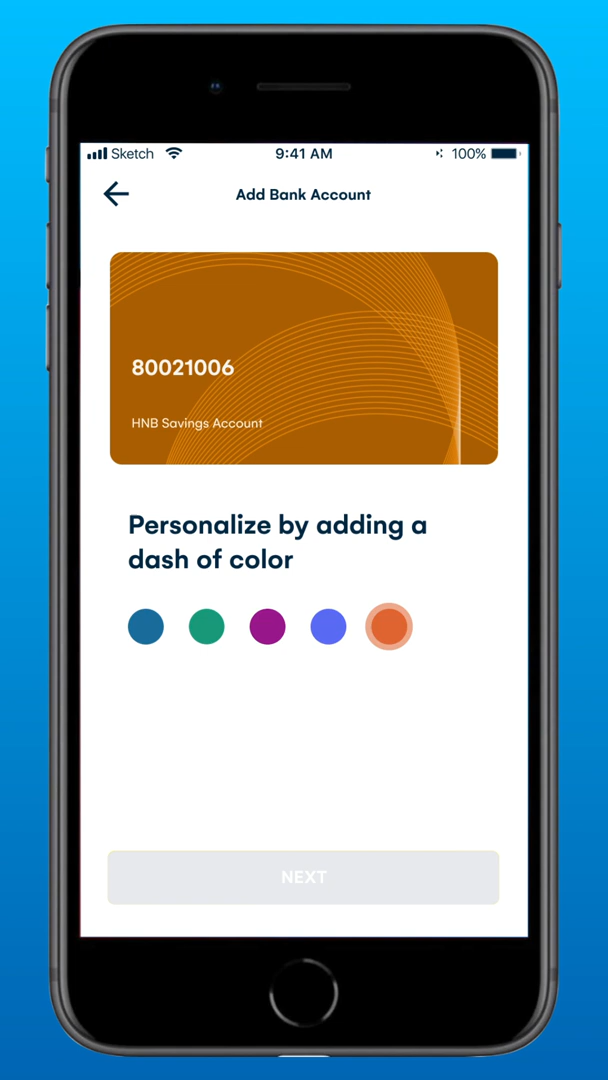 Sketch 9:41 AM 100%
Add Bank Account
80021006
HNB Savings Account
Personalize by adding a
dash of color
NEXT